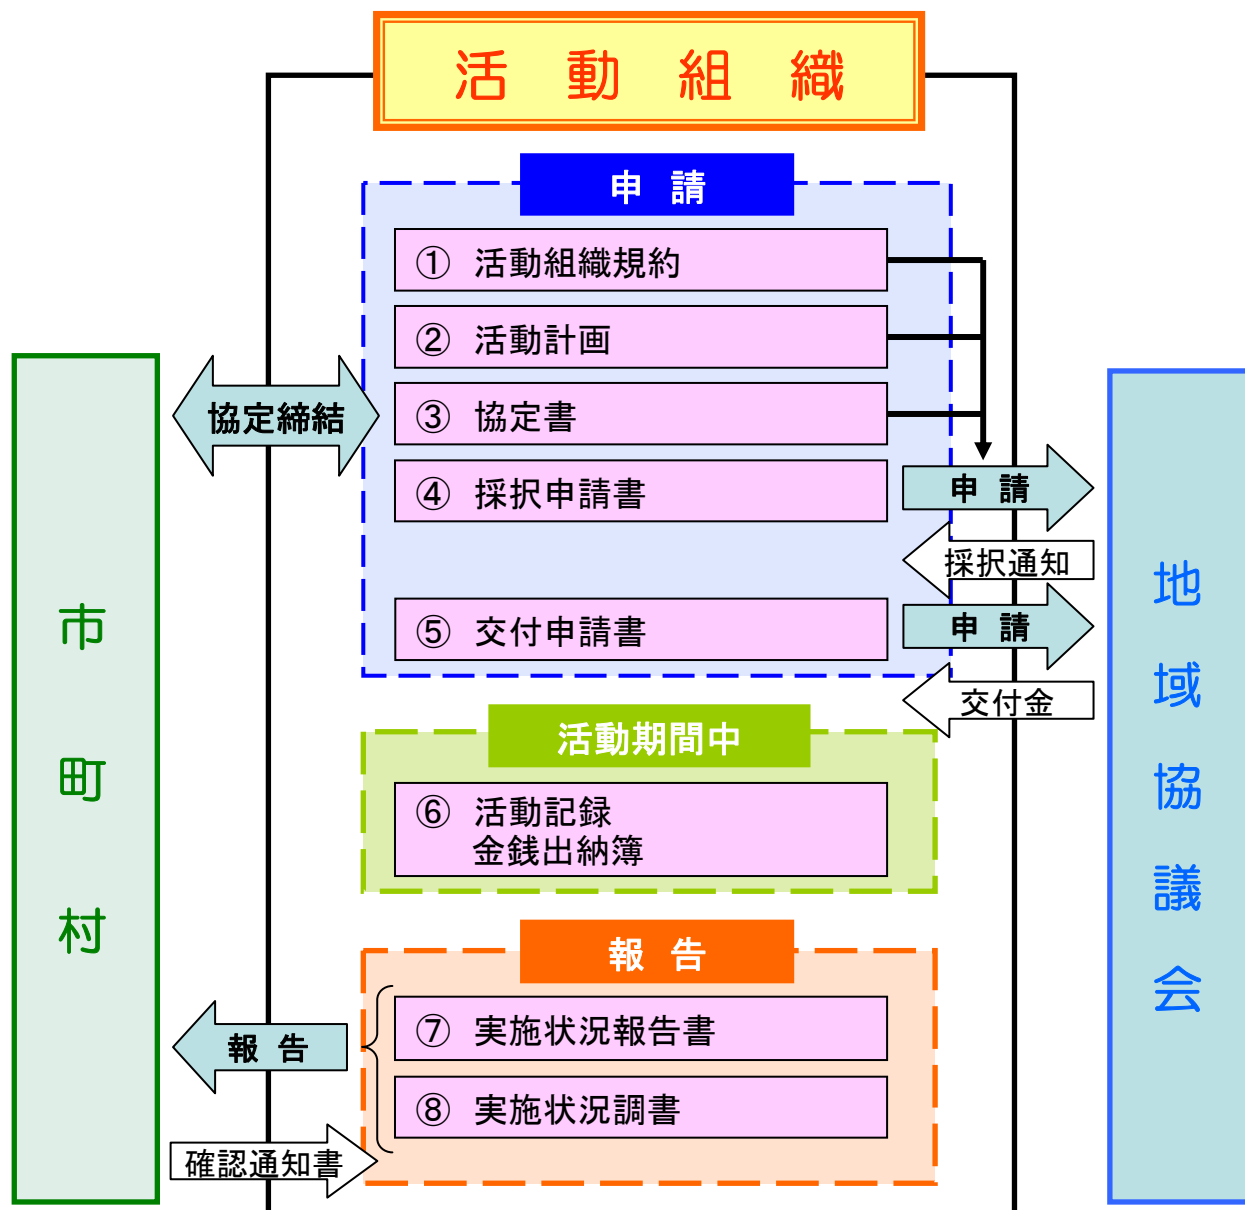 活動組織
申請
① 活動組織規約
② 活動計画
③ 協定書
④ 採択申請書
⑤ 交付申請書
協定締結
申請
採択通知
申請
交付金
活動期間中
⑥ 活動記録
金銭出納簿
報告
⑦ 実施状況報告書
⑧ 実施状況調書
報告
確認通知書
市町村
地域協議会